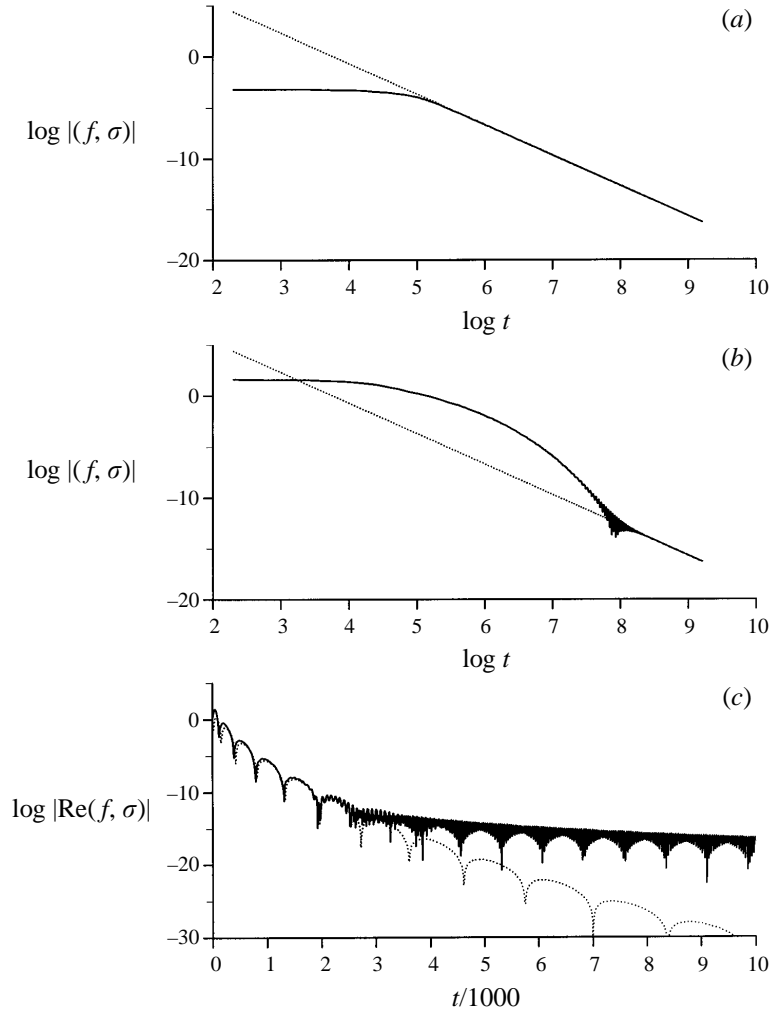 (a)
0
log |(f, σ)|
–10
–20
2 3 4 5 6 7 8 9 10
log t
(b)
0
log |(f, σ)|
–10
–20
2 3 4 5 6 7 8 9 10
log t
(c)
0
log |Re(f, σ)|
–10
–20
–30
0 1 2 3 4 5 6 7 8 9 10
t/1000